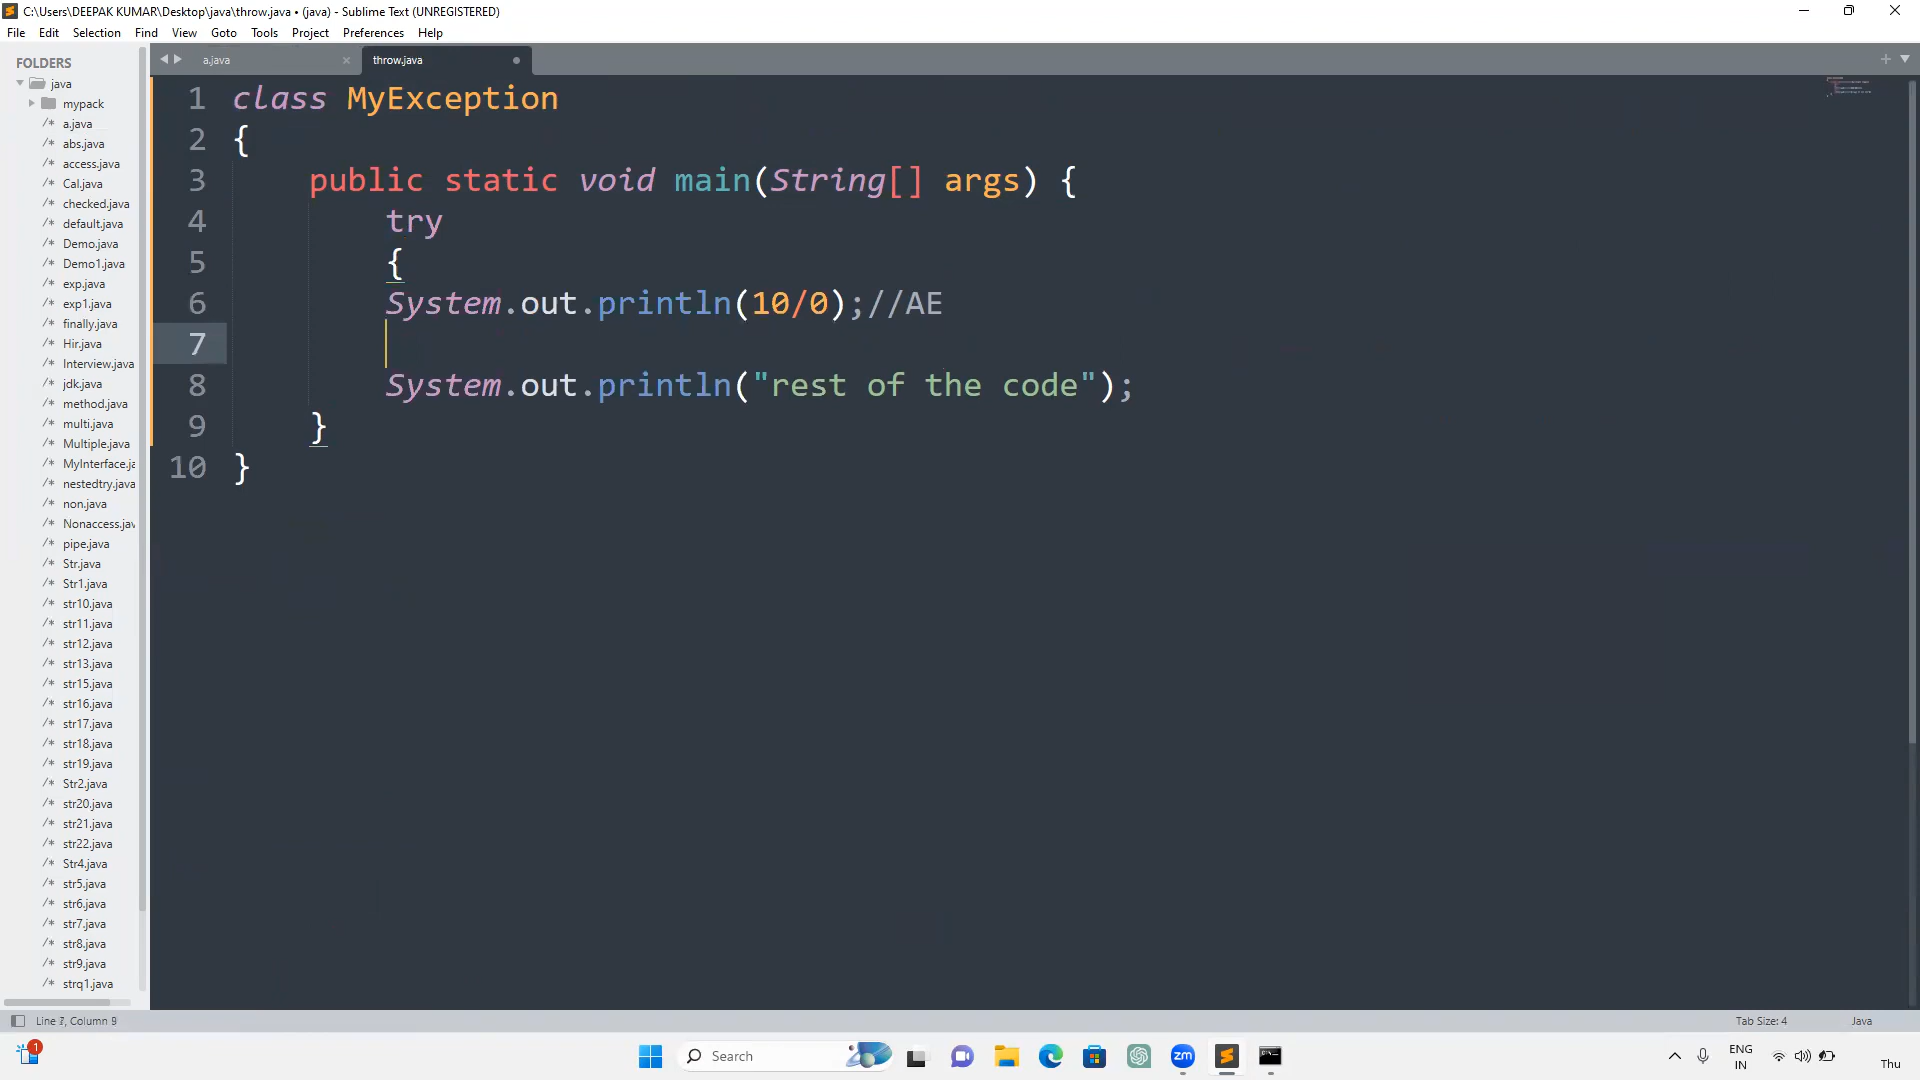 C:\Users\DEEPAK KUMAR\Desktop\java\throw.java • (java) - Sublime Text (UNREGISTERED)
File Edit Selection Find View Goto Tools Project Preferences Help
FOLDERS
java
mypack
/* a.java
/* abs.java
/* access.java
/* Cal.java
/* checked.java
/* default.java
/* Demo.java
/* Demo1.java
/* exp.java
/* exp1.java
/* finally.java
/* Hir.java
/* Interview.java
/* jdk.java
/* method.java
/* multi.java
/* Multiple.java
/* MyInterface.ja
/* nestedtry.java
/* non.java
/* Nonaccess.jav
/* pipe.java
/* Str.java
/* Str1.java
/* str10.java
/* str11.java
/* str12.java
/* str13.java
/* str15.java
/* str16.java
/* str17.java
/* str18.java
/* str19.java
/* Str2.java
/* str20.java
/* str21.java
/* str22.java
/* Str4.java
/* str5.java
/* str6.java
/* str7.java
/* str8.java
/* str9.java
/* strq1.java
a.java throw.java
1 class MyException
2 {
3 public static void main(String[] args) {
4 try
5 {
6 System.out.println(10/0);//AE
7
8 System.out.println("rest of the code");
9 }
10 }
Line 7, Column 9 Tab Size: 4 Java
1
Search
zm
ENG
IN
Thu